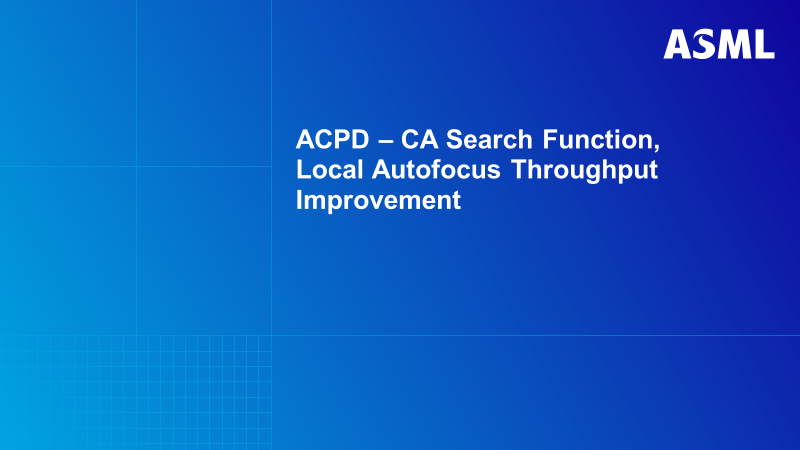 ASML
ACPD – CA Search Function,
Local Autofocus Throughput
Improvement